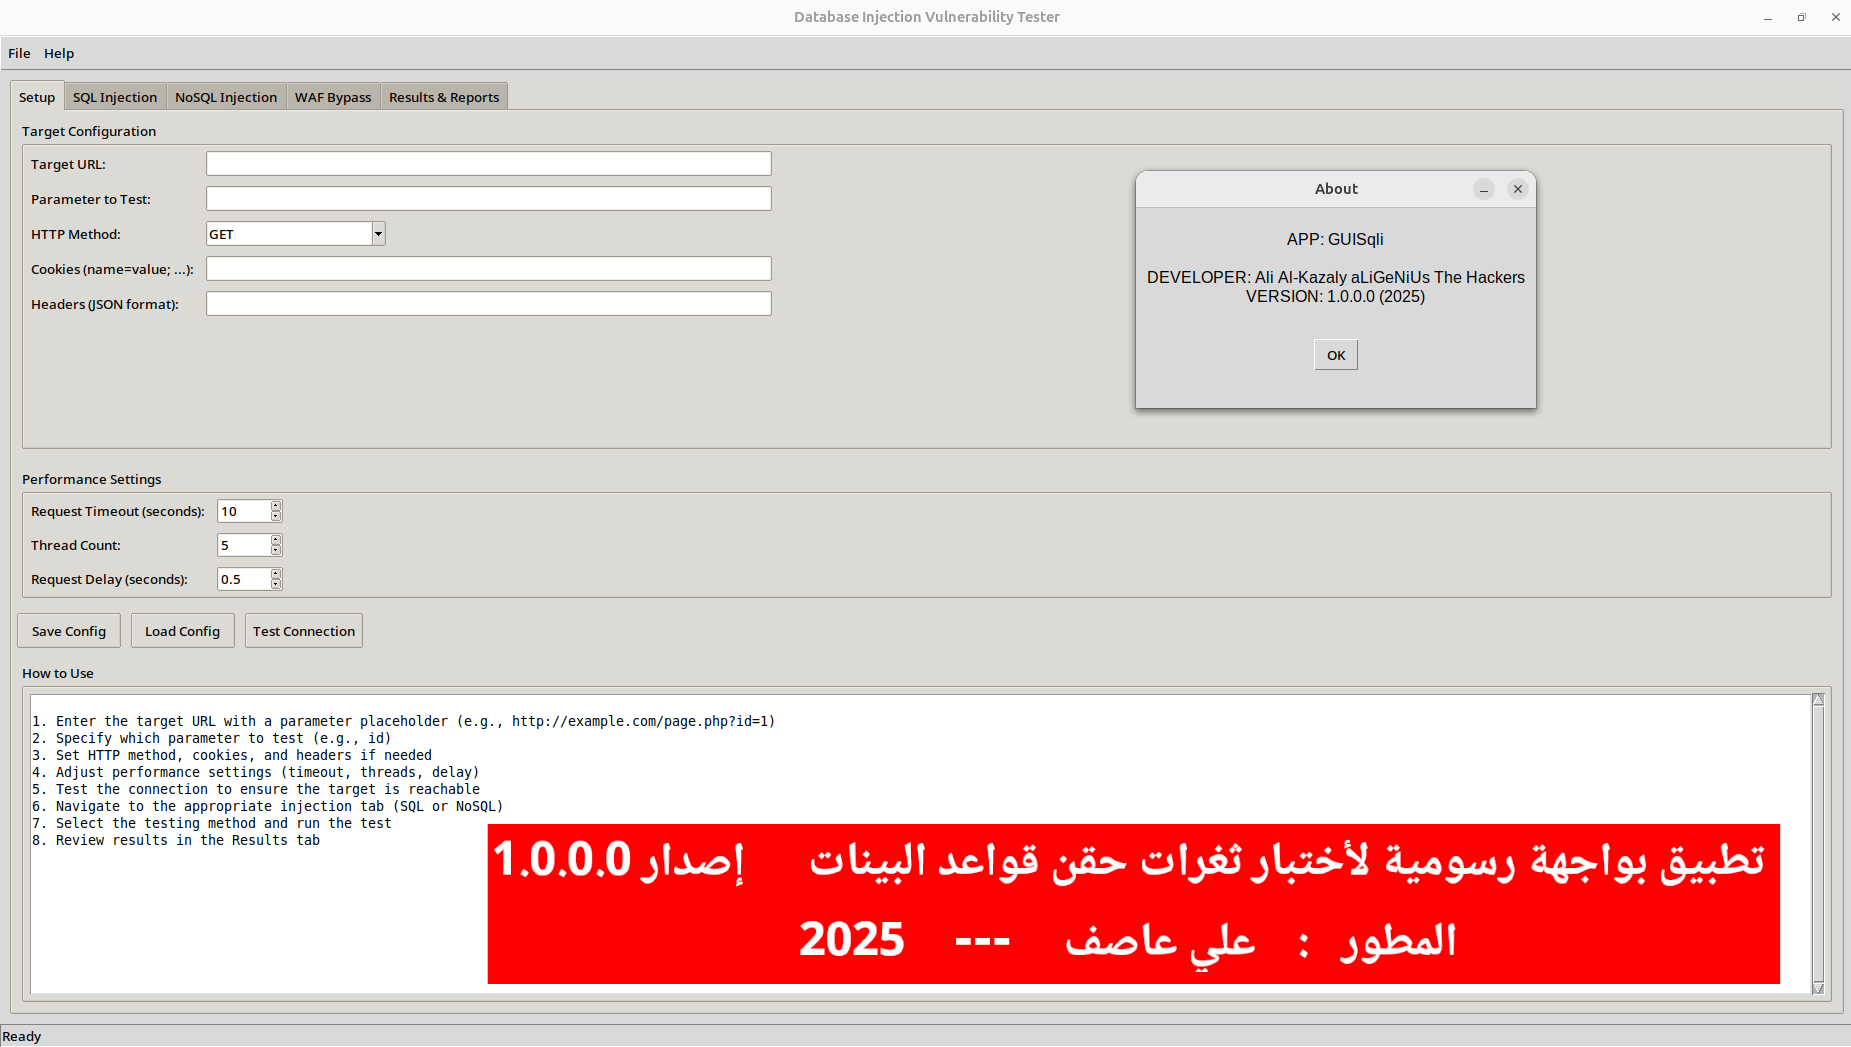 Database Injection Vulnerability Tester
File Help
Setup SQL Injection NoSQL Injection WAF Bypass Results & Reports
Target Configuration
Target URL:
Parameter to Test:
HTTP Method: GET
Cookies (name=value; ...):
Headers (JSON format):
About
APP: GUISqli
DEVELOPER: Ali Al-Kazaly aLiGeNiUs The Hackers
VERSION: 1.0.0.0 (2025)
OK
Performance Settings
Request Timeout (seconds): 10
Thread Count: 5
Request Delay (seconds): 0.5
Save Config Load Config Test Connection
How to Use
1. Enter the target URL with a parameter placeholder (e.g., http://example.com/page.php?id=1)
2. Specify which parameter to test (e.g., id)
3. Set HTTP method, cookies, and headers if needed
4. Adjust performance settings (timeout, threads, delay)
5. Test the connection to ensure the target is reachable
6. Navigate to the appropriate injection tab (SQL or NoSQL)
7. Select the testing method and run the test
8. Review results in the Results tab
تطبيق بواجهة رسومية لأختبار ثغرات حقن قواعد البينات إصدار 1.0.0.0
المطور : علي عاصف --- 2025
Ready